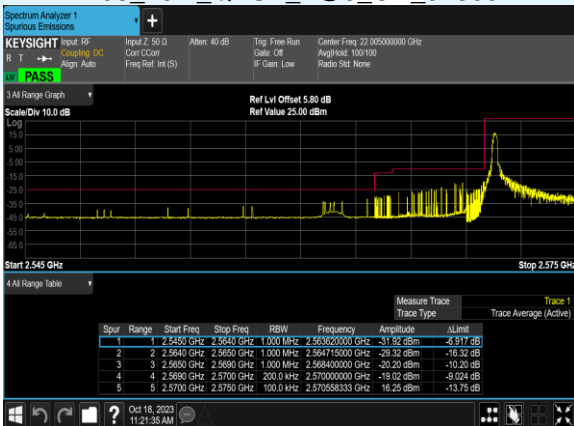 Spectrum Analyzer 1
Spurious Emissions
+
KEYSIGHT Input: RF Input Z: 50 Ω Atten: 40 dB Trig: Free Run Center Freq: 22.005000000 GHz
R T Coupling: DC Corr CCorr Gate: Off Avg|Hold: 100/100
Align: Auto Freq Ref: Int (S) IF Gain: Low Radio Std: None
PASS
3 All Range Graph
Ref Lvl Offset 5.80 dB
Scale/Div 10.0 dB Ref Value 25.00 dBm
Log
15.0
5.00
-5.00
-15.0
-25.0
-35.0
-45.0
-55.0
-65.0
Start 2.545 GHz Stop 2.575 GHz
4 All Range Table
Measure Trace Trace 1
Trace Type Trace Average (Active)
Spur Range Start Freq Stop Freq RBW Frequency Amplitude ΔLimit
1 1 2.5450 GHz 2.5640 GHz 1.000 MHz 2.563620000 GHz -31.92 dBm -6.917 dB
2 2 2.5640 GHz 2.5650 GHz 1.000 MHz 2.564715000 GHz -29.32 dBm -16.32 dB
3 3 2.5650 GHz 2.5690 GHz 1.000 MHz 2.568400000 GHz -20.20 dBm -10.20 dB
4 4 2.5690 GHz 2.5700 GHz 200.0 kHz 2.570000000 GHz -19.02 dBm -9.024 dB
5 5 2.5700 GHz 2.5750 GHz 100.0 kHz 2.570558333 GHz 16.25 dBm -13.75 dB
? Oct 18, 2023
11:21:35 AM